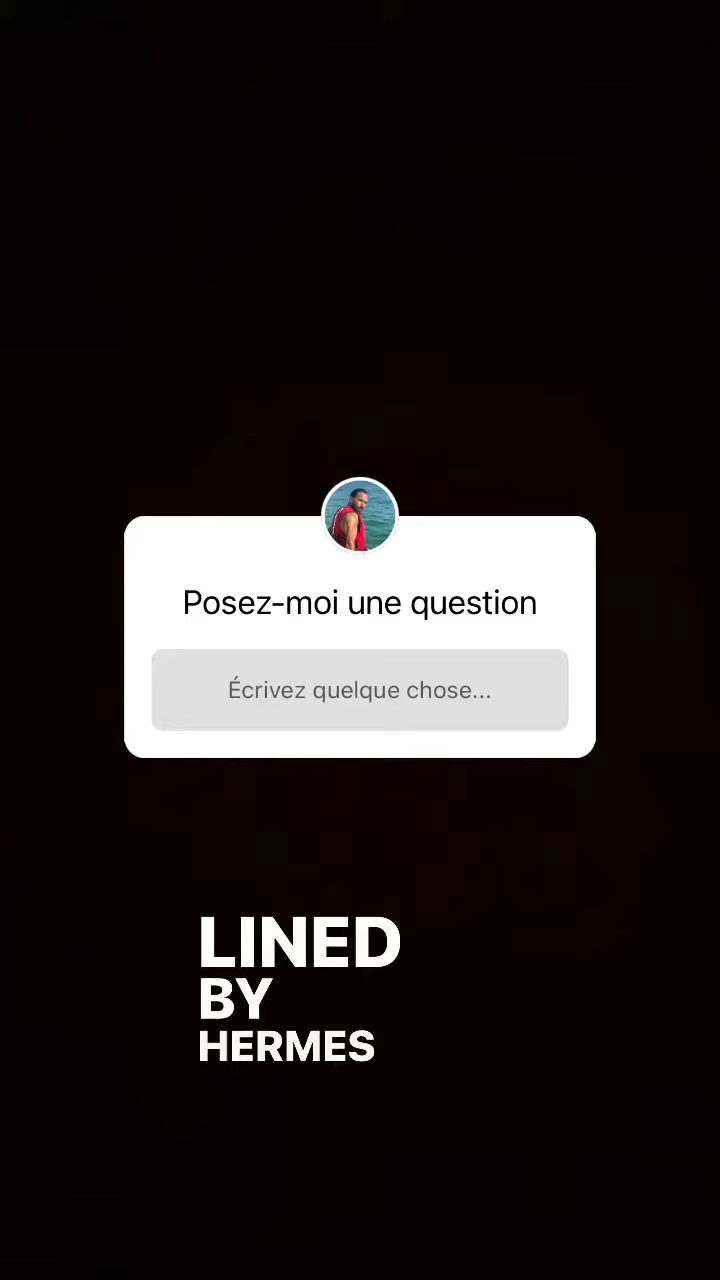 Posez-moi une question
Écrivez quelque chose...
LINED
BY
HERMES